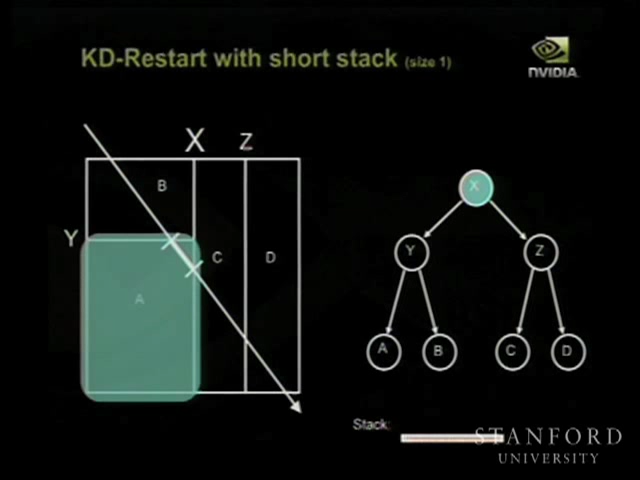 KD-Restart with short stack (size 1)
NVIDIA
X Z
B
Y
C D
A
X
Y Z
A B C D
Stack:
STANFORD
UNIVERSITY